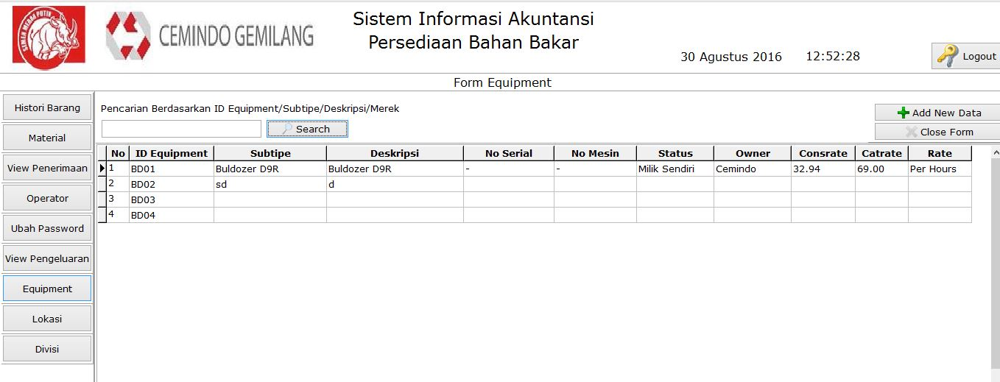 SEMEN MERAH PUTIH
CEMINDO GEMILANG
Sistem Informasi Akuntansi
Persediaan Bahan Bakar
30 Agustus 2016 12:52:28
Logout
Form Equipment
Histori Barang
Material
View Penerimaan
Operator
Ubah Password
View Pengeluaran
Equipment
Lokasi
Divisi
Pencarian Berdasarkan ID Equipment/Subtipe/Deskripsi/Merek
Search
Add New Data
Close Form
No ID Equipment Subtipe Deskripsi No Serial No Mesin Status Owner Consrate Catrate Rate
1 BD01 Buldozer D9R Buldozer D9R - - Milik Sendiri Cemindo 32.94 69.00 Per Hours
2 BD02 sd d
3 BD03
4 BD04